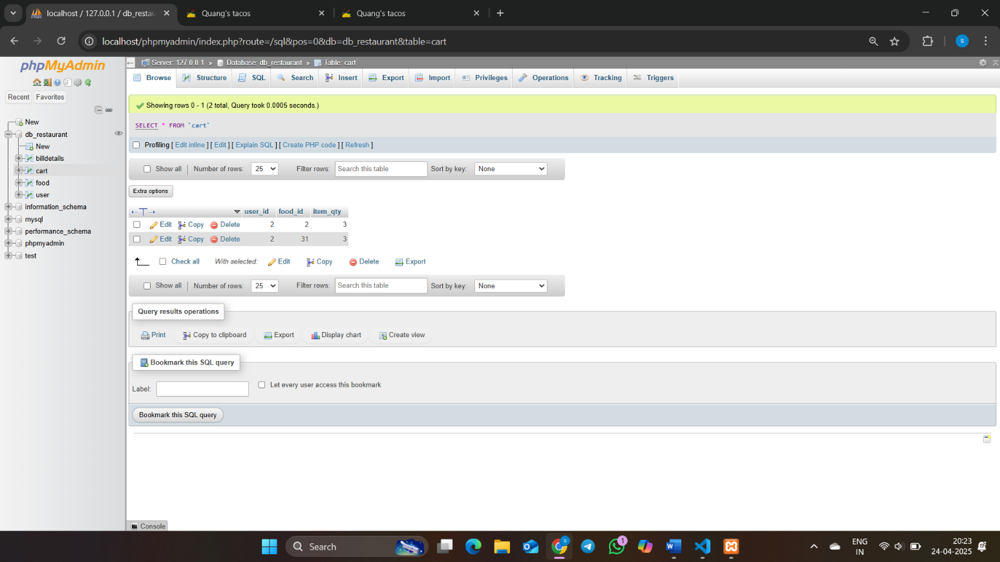 localhost / 127.0.0.1 / db_restau
Quang's tacos
Quang's tacos
localhost/phpmyadmin/index.php?route=/sql&pos=0&db=db_restaurant&table=cart
S
phpMyAdmin
Recent Favorites
New
db_restaurant
New
billdetails
cart
food
user
information_schema
mysql
performance_schema
phpmyadmin
test
Server: 127.0.0.1 » Database: db_restaurant » Table: cart
Browse Structure SQL Search Insert Export Import Privileges Operations Tracking Triggers
Showing rows 0 - 1 (2 total, Query took 0.0005 seconds.)
SELECT * FROM `cart`
Profiling [ Edit inline ] [ Edit ] [ Explain SQL ] [ Create PHP code ] [ Refresh ]
Show all Number of rows: 25 Filter rows: Search this table Sort by key: None
Extra options
←T→ user_id food_id item_qty
Edit Copy Delete 2 2 3
Edit Copy Delete 2 31 3
Check all With selected: Edit Copy Delete Export
Show all Number of rows: 25 Filter rows: Search this table Sort by key: None
Query results operations
Print Copy to clipboard Export Display chart Create view
Bookmark this SQL query
Label: Let every user access this bookmark
Bookmark this SQL query
Console
Search
1
ENG
IN
20:23
24-04-2025